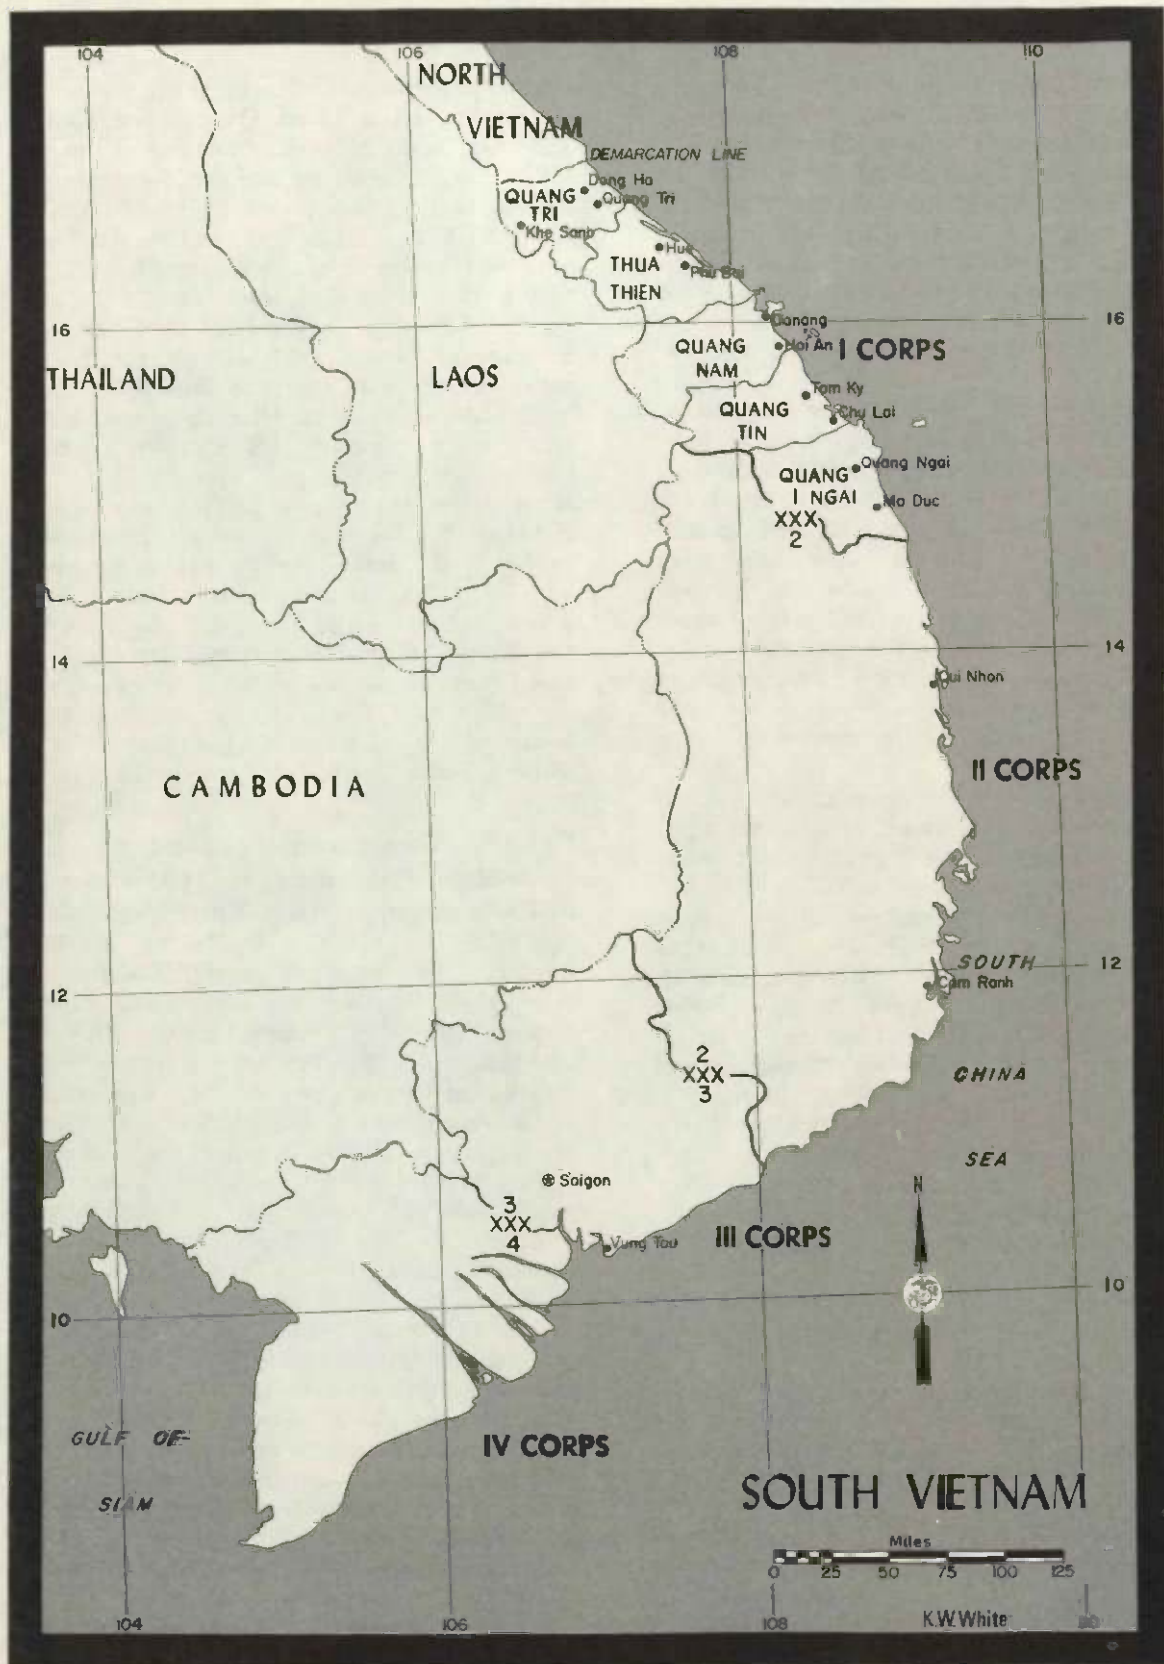 104
106
108
110
NORTH
VIETNAM
DEMARCATION LINE
Dong Ha
QUANG
TRI
Quang Tri
Khe Sanh
Hue
THUA
THIEN
Phu Bai
16
Danang
16
QUANG
NAM
Hoi An
I CORPS
THAILAND
LAOS
Tam Ky
QUANG
TIN
Chu Lai
Quang Ngai
QUANG
I NGAI
Mo Duc
XXX
2
14
14
Qui Nhon
II CORPS
CAMBODIA
SOUTH
12
12
Cam Ranh
2
XXX
3
CHINA
SEA
Saigon
N
3
XXX
4
Vung Tau
III CORPS
10
10
GULF OF
SIAM
IV CORPS
SOUTH VIETNAM
Miles
0 25 50 75 100 125
K.W.White
104
106
108
110